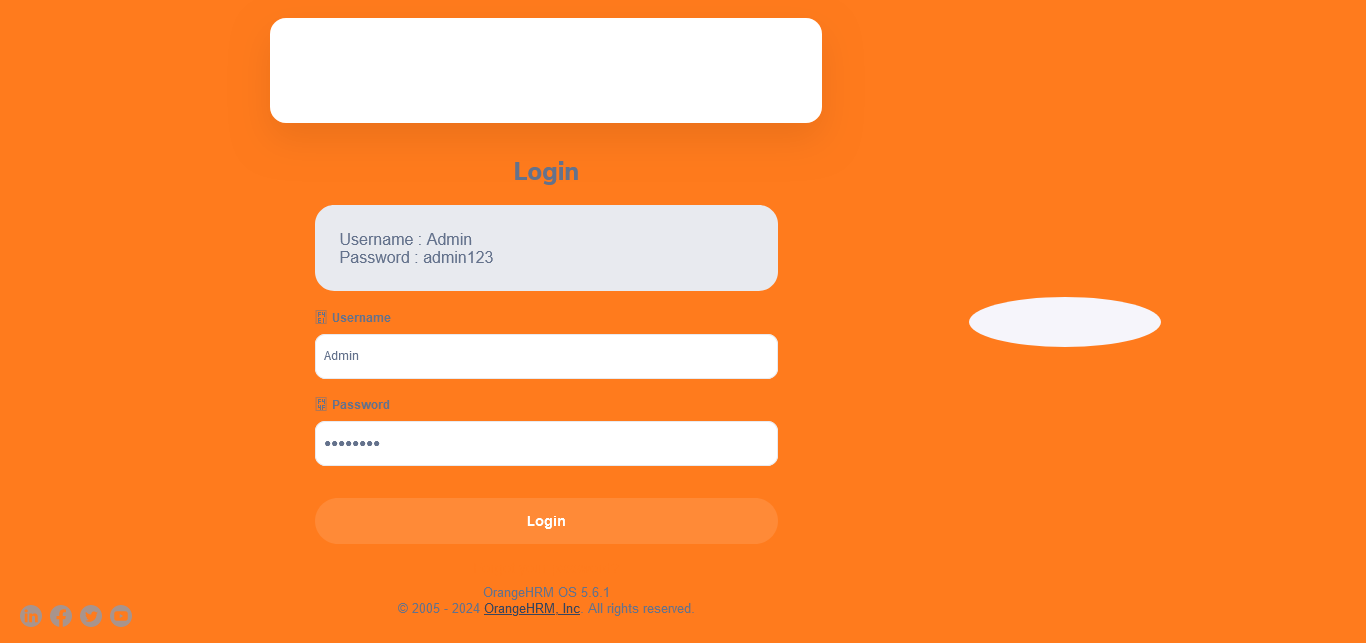 Login
Username : Admin
Password : admin123
Username
Admin
Password
••••••••
Login
OrangeHRM OS 5.6.1
© 2005 - 2024 OrangeHRM, Inc. All rights reserved.